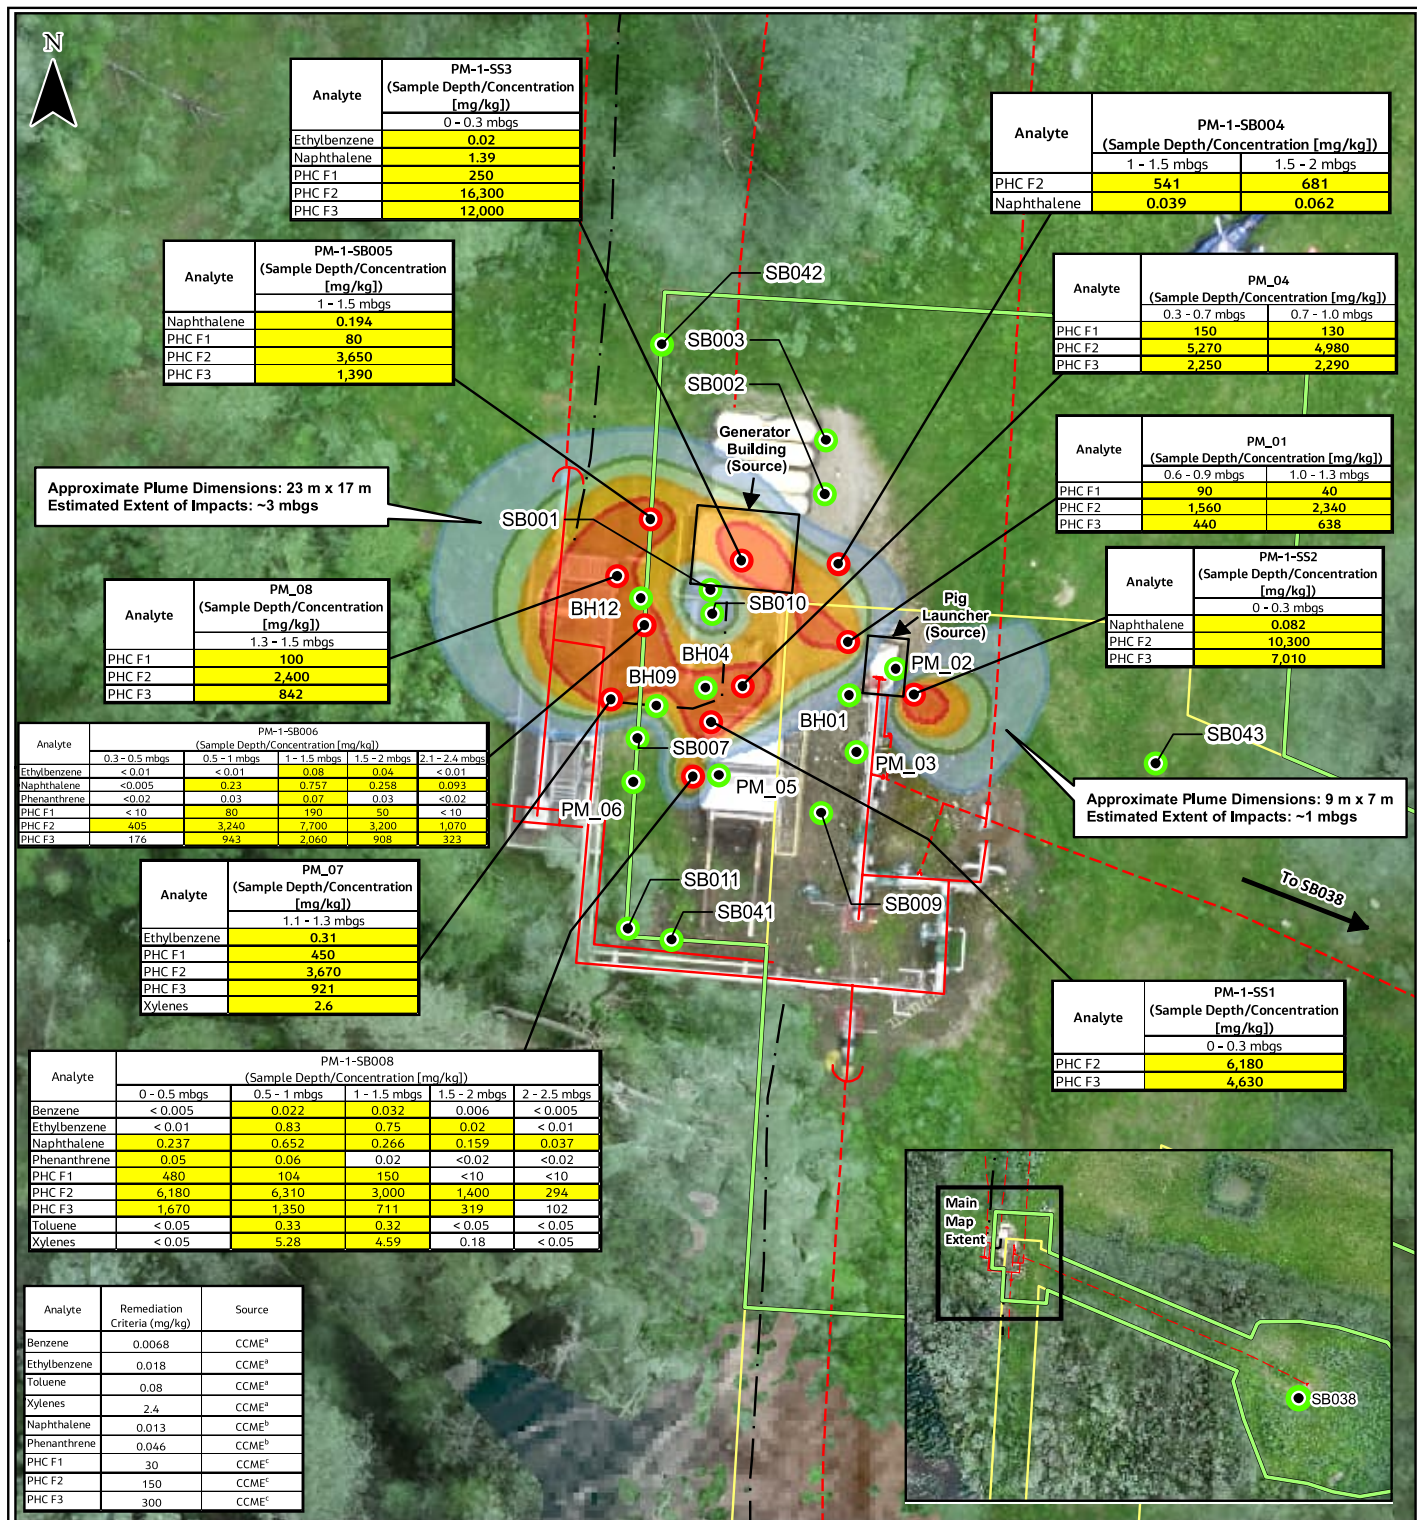 N
Analyte
PM-1-SS3
(Sample Depth/Concentration
[mg/kg])
0 - 0.3 mbgs
Ethylbenzene 0.02
Naphthalene 1.39
PHC F1 250
PHC F2 16,300
PHC F3 12,000
Analyte
PM-1-SB004
(Sample Depth/Concentration [mg/kg])
1 - 1.5 mbgs 1.5 - 2 mbgs
PHC F2 541 681
Naphthalene 0.039 0.062
Analyte
PM-1-SB005
(Sample Depth/Concentration
[mg/kg])
1 - 1.5 mbgs
Naphthalene 0.194
PHC F1 80
PHC F2 3,650
PHC F3 1,390
Analyte
PM_04
(Sample Depth/Concentration [mg/kg])
0.3 - 0.7 mbgs 0.7 - 1.0 mbgs
PHC F1 150 130
PHC F2 5,270 4,980
PHC F3 2,250 2,290
SB042
SB003
SB002
Generator
Building
(Source)
Analyte
PM_01
(Sample Depth/Concentration [mg/kg])
0.6 - 0.9 mbgs 1.0 - 1.3 mbgs
PHC F1 90 40
PHC F2 1,560 2,340
PHC F3 440 638
Approximate Plume Dimensions: 23 m x 17 m
Estimated Extent of Impacts: ~3 mbgs
SB001
Analyte
PM-1-SS2
(Sample Depth/Concentration
[mg/kg])
0 - 0.3 mbgs
Naphthalene 0.082
PHC F2 10,300
PHC F3 7,010
Analyte
PM_08
(Sample Depth/Concentration
[mg/kg])
1.3 - 1.5 mbgs
PHC F1 100
PHC F2 2,400
PHC F3 842
BH12
SB010
Pig
Launcher
(Source)
BH04
PM_02
BH09
BH01
SB007
PM_03
SB043
PM_05
PM_06
Analyte
PM-1-SB006
(Sample Depth/Concentration [mg/kg])
0.3 - 0.5 mbgs 0.5 - 1 mbgs 1 - 1.5 mbgs 1.5 - 2 mbgs 2.1 - 2.4 mbgs
Ethylbenzene < 0.01 < 0.01 0.08 0.04 < 0.01
Naphthalene <0.005 0.23 0.757 0.258 0.093
Phenanthrene <0.02 0.03 0.07 0.03 <0.02
PHC F1 < 10 80 190 50 < 10
PHC F2 405 3,240 7,700 3,200 1,070
PHC F3 176 943 2,060 908 323
Approximate Plume Dimensions: 9 m x 7 m
Estimated Extent of Impacts: ~1 mbgs
Analyte
PM_07
(Sample Depth/Concentration
[mg/kg])
1.1 - 1.3 mbgs
Ethylbenzene 0.31
PHC F1 450
PHC F2 3,670
PHC F3 921
Xylenes 2.6
SB011
SB041
SB009
To SB038
Analyte
PM-1-SS1
(Sample Depth/Concentration
[mg/kg])
0 - 0.3 mbgs
PHC F2 6,180
PHC F3 4,630
Analyte
PM-1-SB008
(Sample Depth/Concentration [mg/kg])
0 - 0.5 mbgs 0.5 - 1 mbgs 1 - 1.5 mbgs 1.5 - 2 mbgs 2 - 2.5 mbgs
Benzene < 0.005 0.022 0.032 0.006 < 0.005
Ethylbenzene < 0.01 0.83 0.75 0.02 < 0.01
Naphthalene 0.237 0.652 0.266 0.159 0.037
Phenanthrene 0.05 0.06 0.02 <0.02 <0.02
PHC F1 480 104 150 <10 <10
PHC F2 6,180 6,310 3,000 1,400 294
PHC F3 1,670 1,350 711 319 102
Toluene < 0.05 0.33 0.32 < 0.05 < 0.05
Xylenes < 0.05 5.28 4.59 0.18 < 0.05
Main
Map
Extent
SB038
Analyte Remediation Source
Criteria (mg/kg)
Benzene 0.0068 CCMEᵃ
Ethylbenzene 0.018 CCMEᵃ
Toluene 0.08 CCMEᵃ
Xylenes 2.4 CCMEᵃ
Naphthalene 0.013 CCMEᵇ
Phenanthrene 0.046 CCMEᵇ
PHC F1 30 CCMEᶜ
PHC F2 150 CCMEᶜ
PHC F3 300 CCMEᶜ